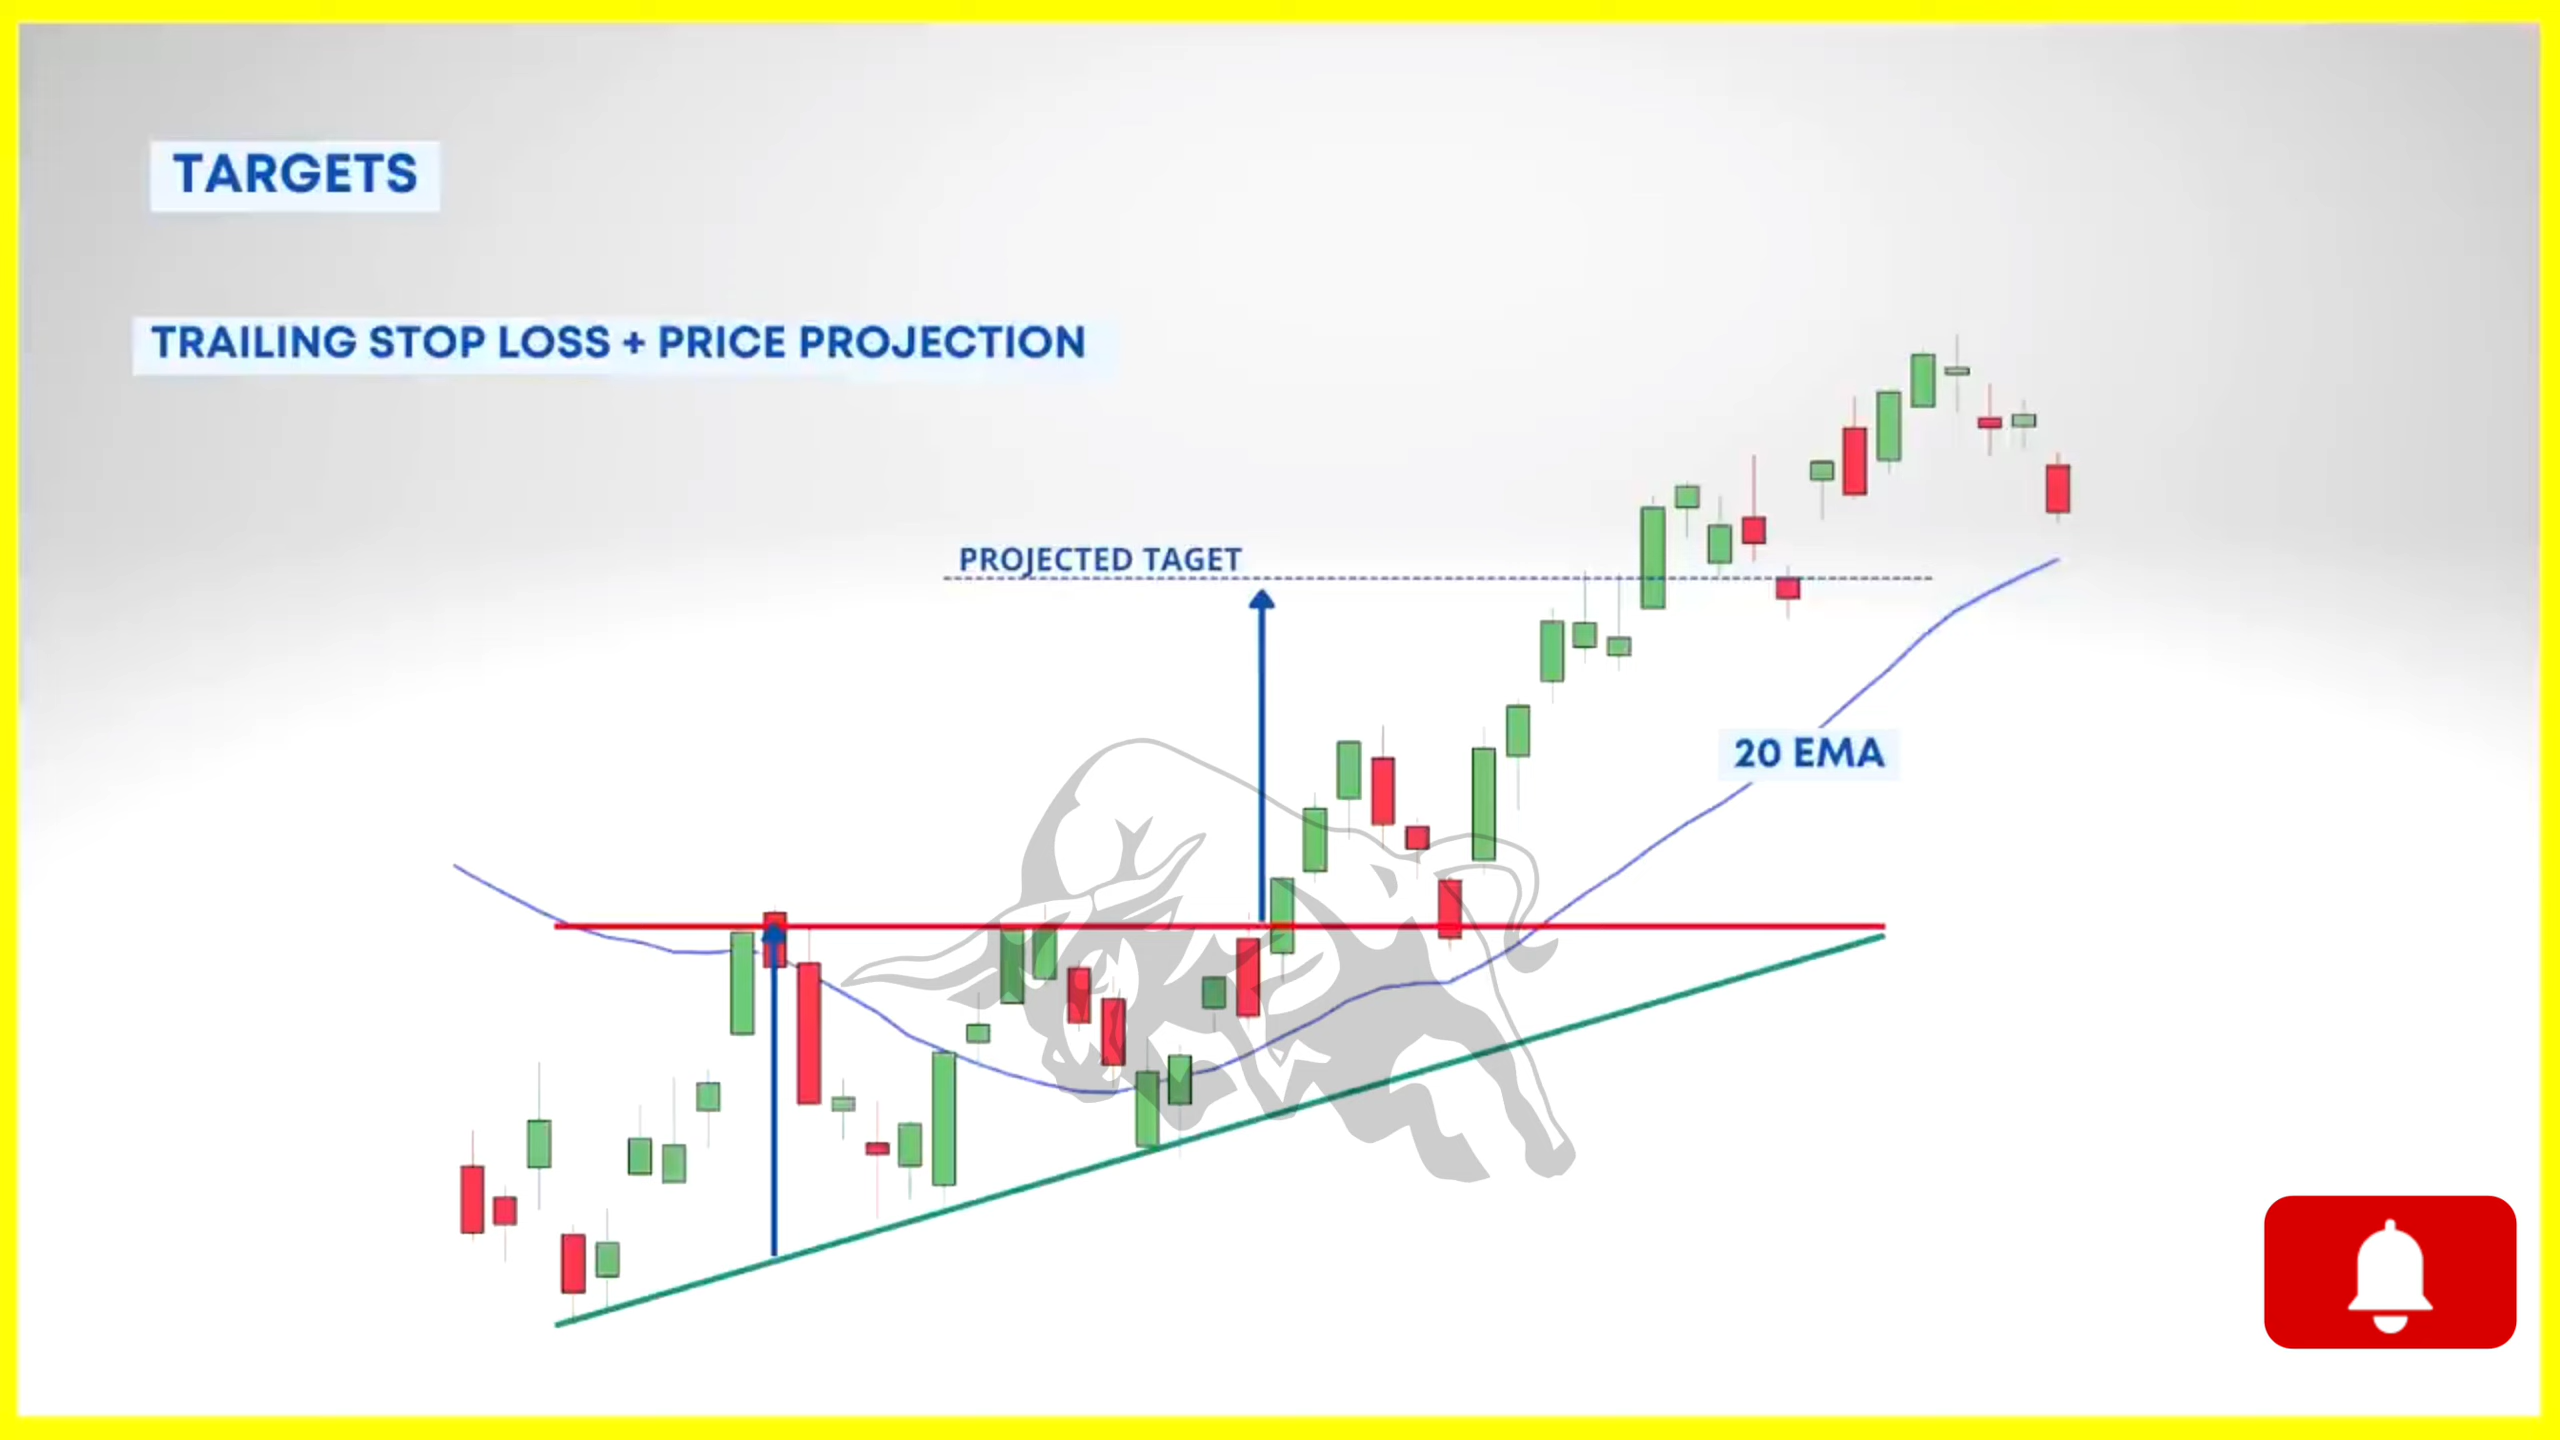 TARGETS
TRAILING STOP LOSS + PRICE PROJECTION
PROJECTED TAGET
20 EMA